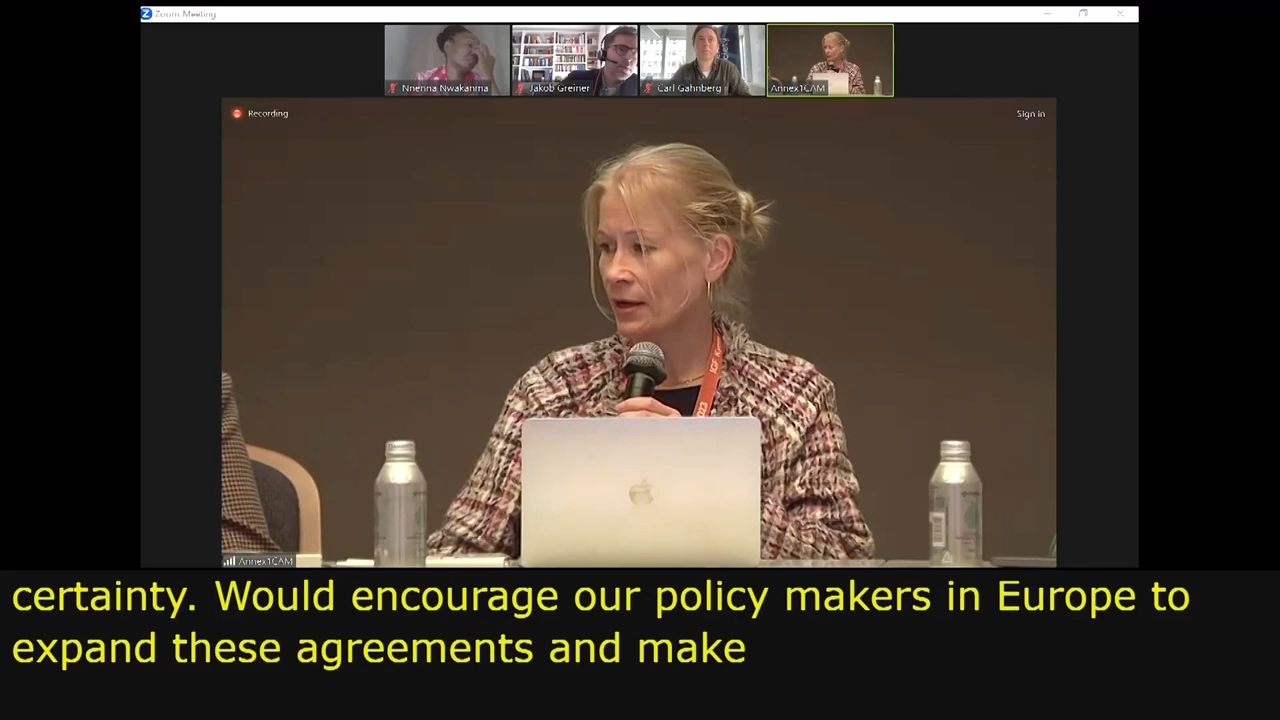 Zoom Meeting
Nnenna Nwakanma
Jakob Greiner
Carl Gahnberg
Annex1CAM
Recording
Sign in
2023
Annex1CAM
certainty. Would encourage our policy makers in Europe to
expand these agreements and make